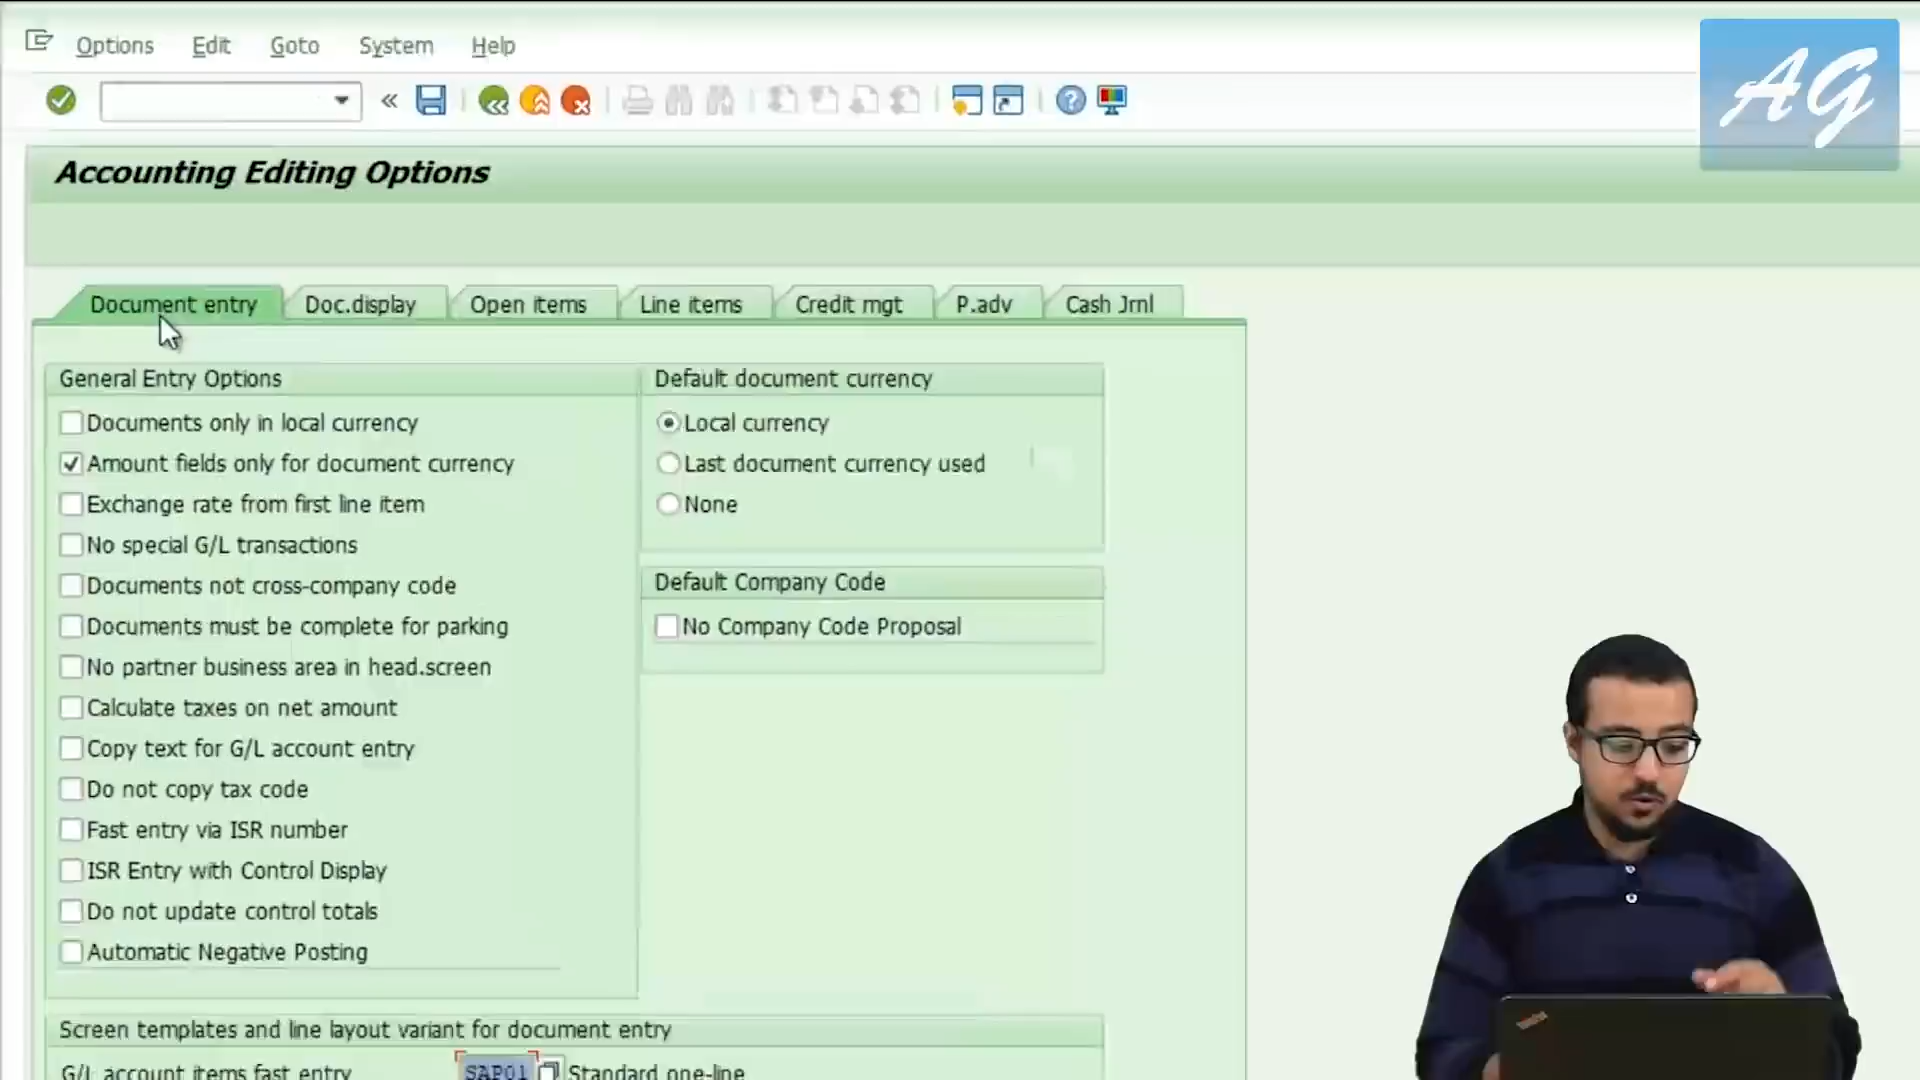 Options Edit Goto System Help
AG
Accounting Editing Options
Document entry Doc.display Open items Line items Credit mgt P.adv Cash Jrnl
General Entry Options
Documents only in local currency
Amount fields only for document currency
Exchange rate from first line item
No special G/L transactions
Documents not cross-company code
Documents must be complete for parking
No partner business area in head.screen
Calculate taxes on net amount
Copy text for G/L account entry
Do not copy tax code
Fast entry via ISR number
ISR Entry with Control Display
Do not update control totals
Automatic Negative Posting
Default document currency
Local currency
Last document currency used
None
Default Company Code
No Company Code Proposal
Screen templates and line layout variant for document entry
G/L account items fast entry SAP01 Standard one-line